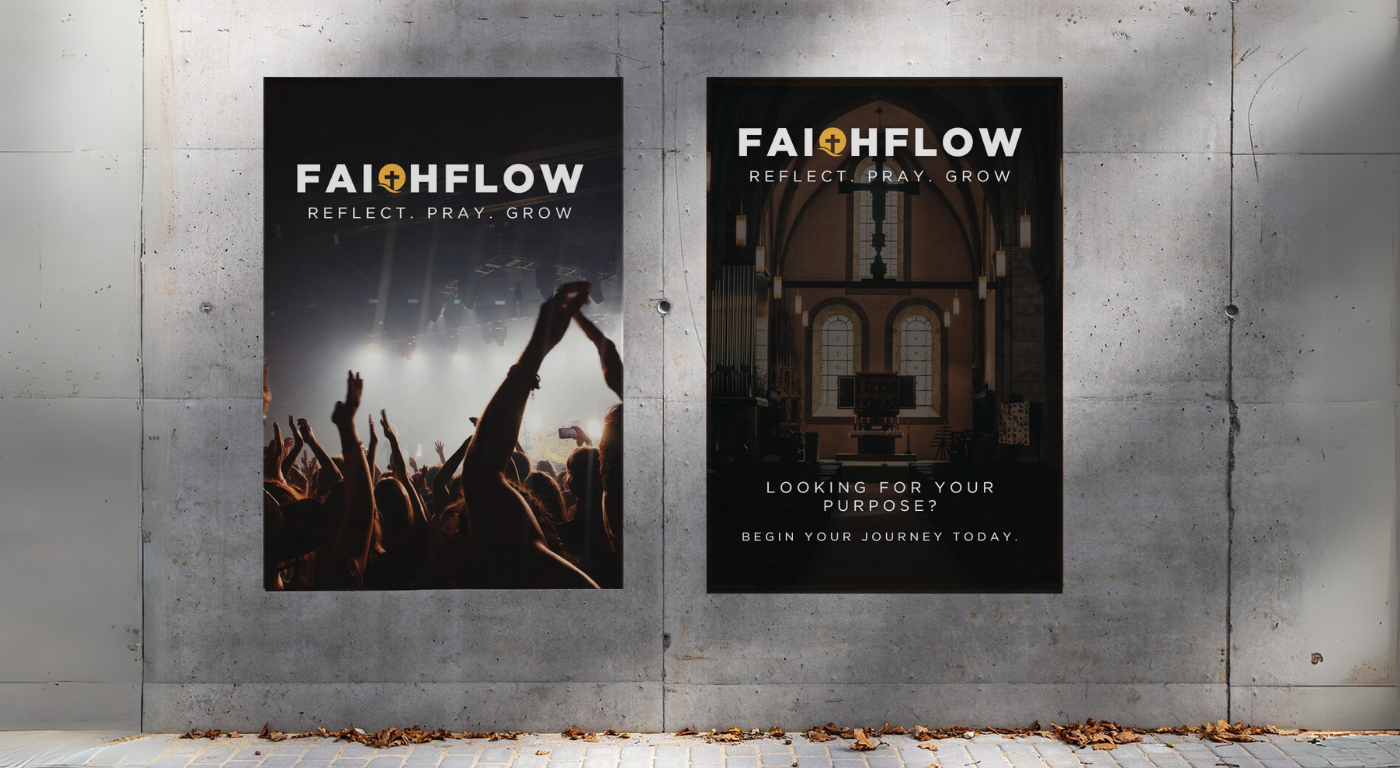 FAITHFLOW
REFLECT. PRAY. GROW
FAITHFLOW
REFLECT. PRAY. GROW
LOOKING FOR YOUR
PURPOSE?
BEGIN YOUR JOURNEY TODAY.